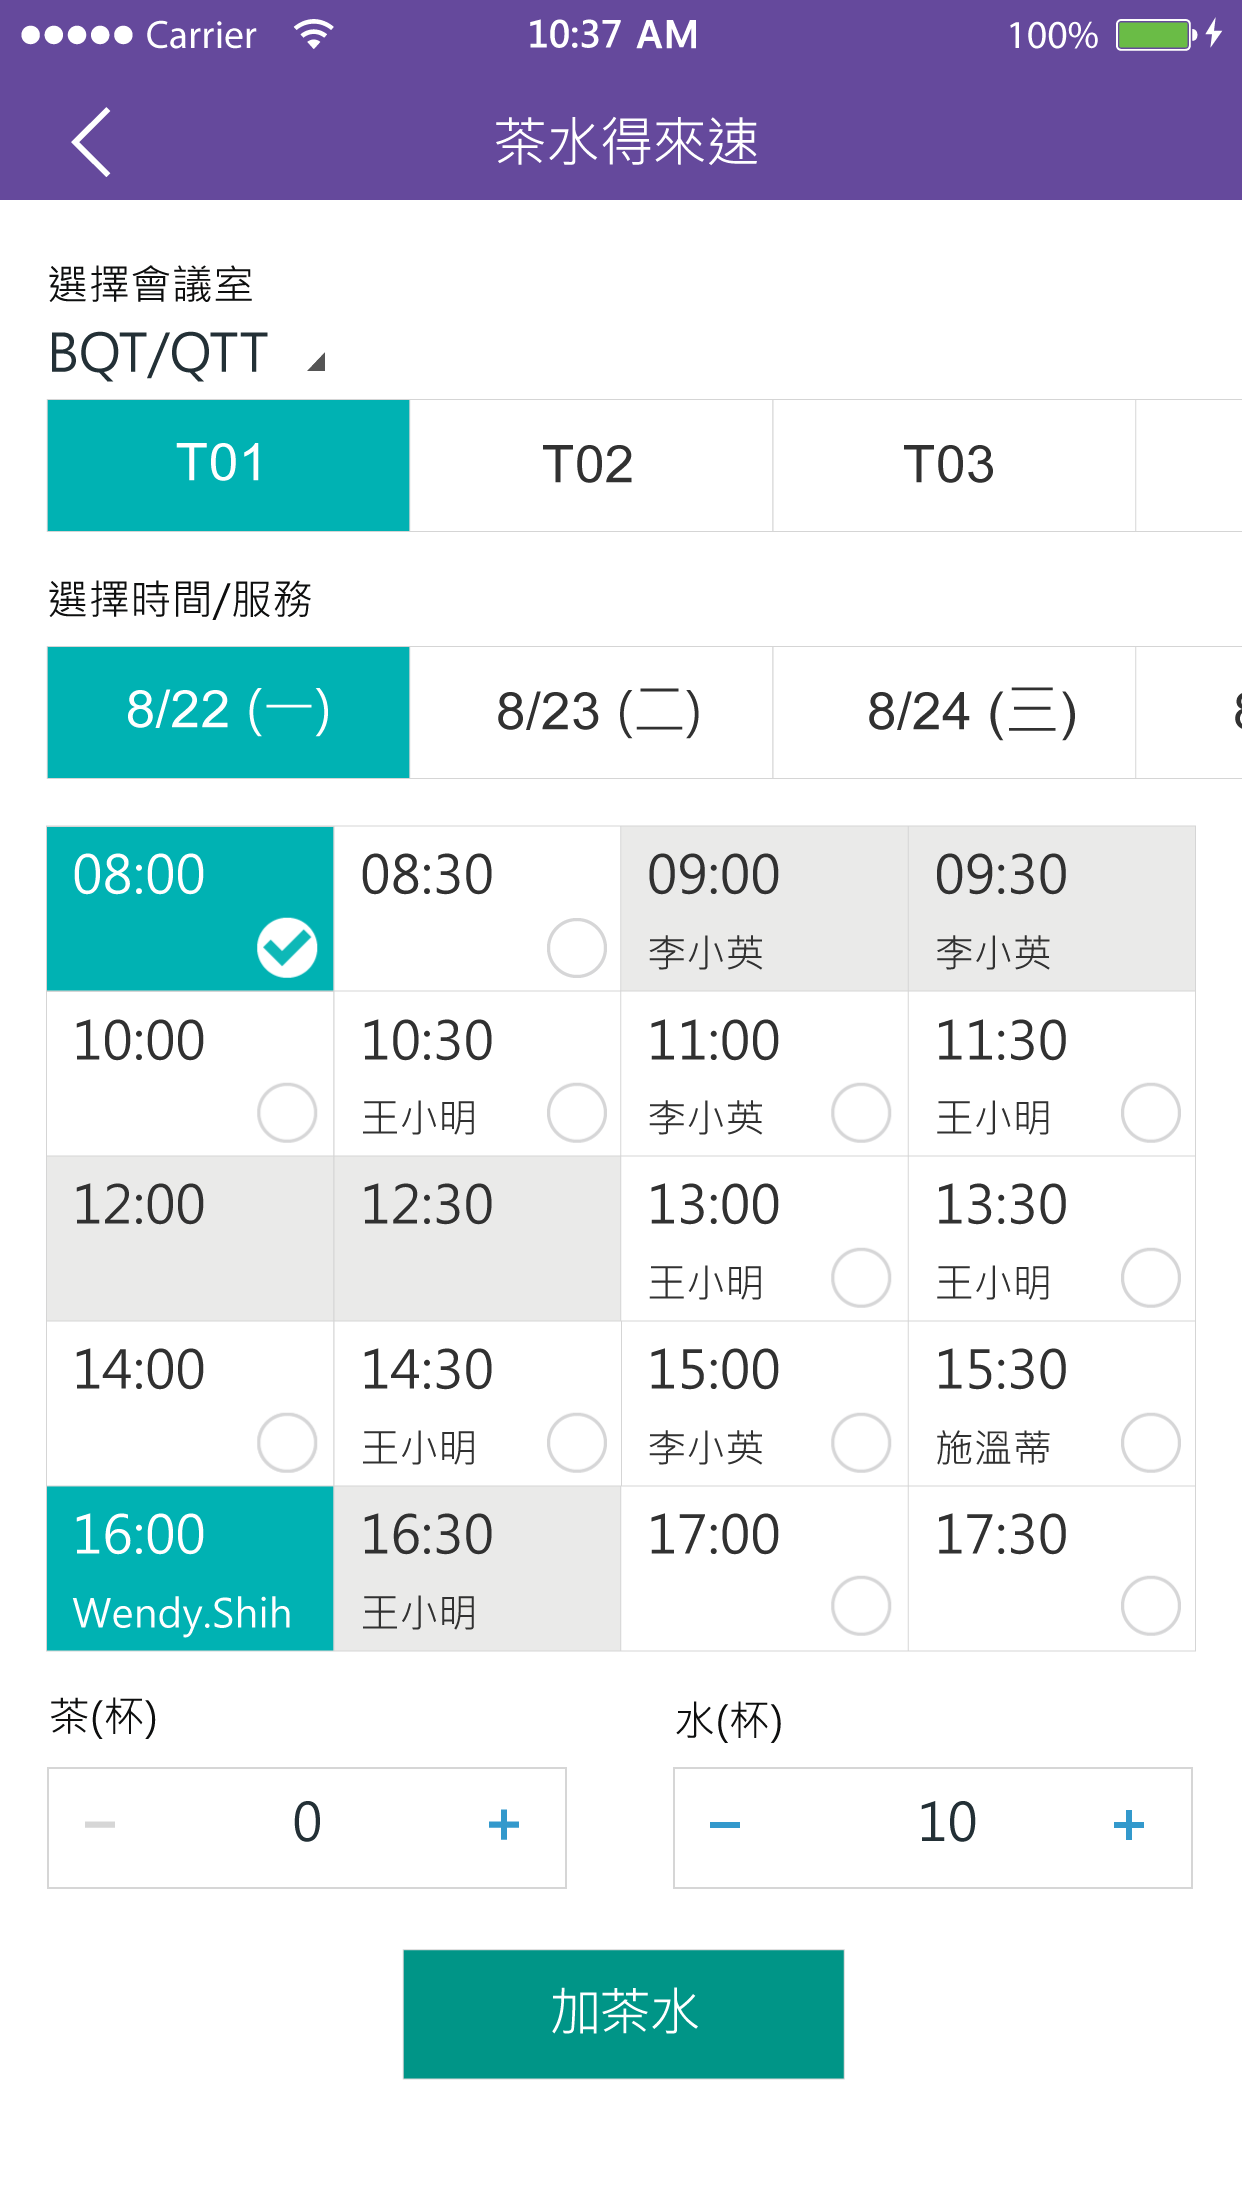 Carrier 10:37 AM 100%
茶水得來速
選擇會議室
BQT/QTT
T01 T02 T03
選擇時間/服務
8/22 (一) 8/23 (二) 8/24 (三)
08:00 08:30 09:00 09:30
李小英 李小英
10:00 10:30 11:00 11:30
王小明 李小英 王小明
12:00 12:30 13:00 13:30
王小明 王小明
14:00 14:30 15:00 15:30
王小明 李小英 施溫蒂
16:00 16:30 17:00 17:30
Wendy.Shih 王小明
茶(杯) 水(杯)
− 0 + − 10 +
加茶水